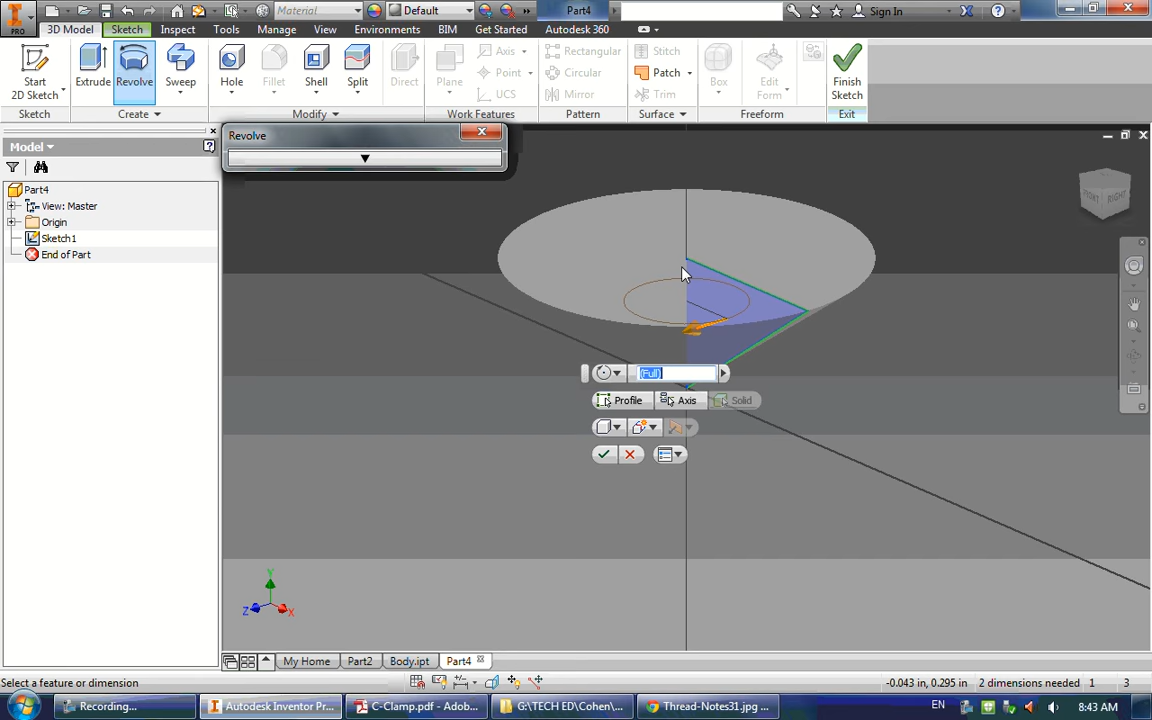 Material
Default
Part4
Sign In
PRO
3D Model
Sketch
Inspect
Tools
Manage
View
Environments
BIM
Get Started
Autodesk 360
Start
2D Sketch
Extrude
Revolve
Sweep
Hole
Fillet
Shell
Split
Direct
Plane
Axis
Point
UCS
Rectangular
Circular
Mirror
Stitch
Patch
Trim
Box
Edit
Form
Finish
Sketch
Sketch
Create
Modify
Work Features
Pattern
Surface
Freeform
Exit
Model
Revolve
Part4
View: Master
Origin
Sketch1
End of Part
FRONT
RIGHT
(Full)
Profile
Axis
Solid
Y
Z
X
My Home
Part2
Body.ipt
Part4
Select a feature or dimension
-0.043 in, 0.295 in
2 dimensions needed
1
3
Recording...
Autodesk Inventor Pr...
C-Clamp.pdf - Adob...
G:\TECH ED\Cohen\...
Thread-Notes31.jpg ...
EN
8:43 AM